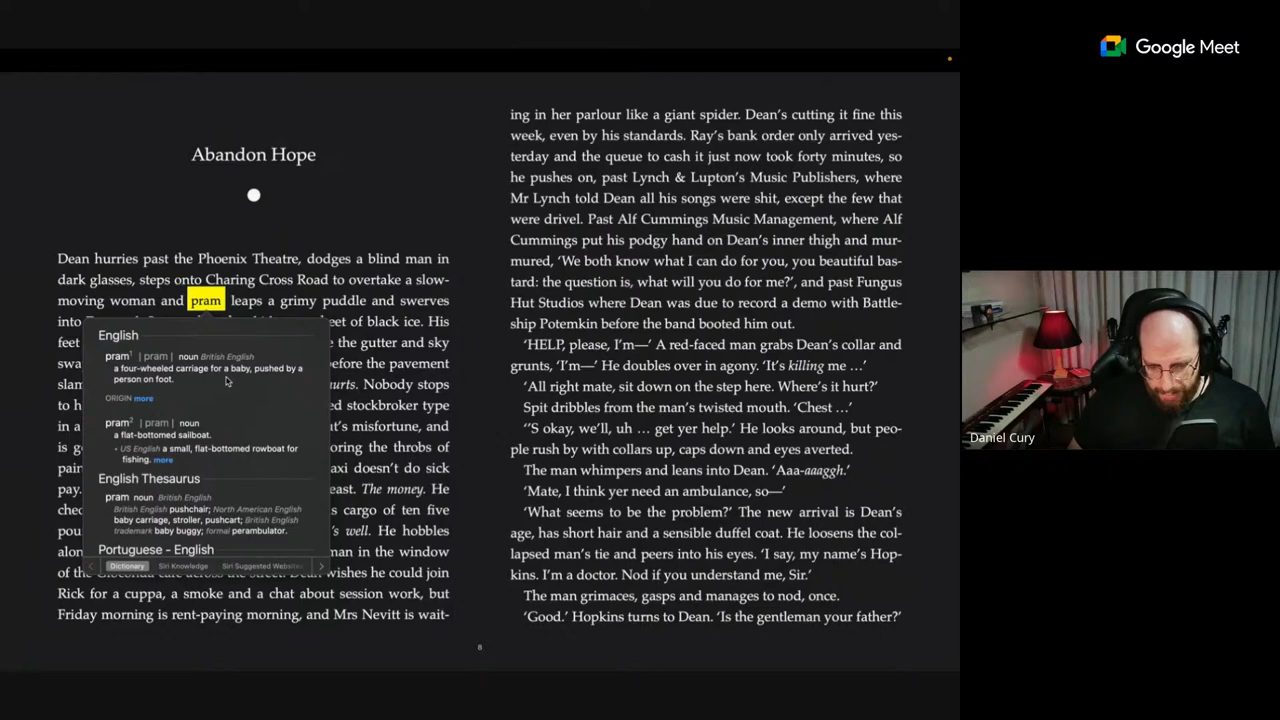 Google Meet
Abandon Hope
Dean hurries past the Phoenix Theatre, dodges a blind man in
dark glasses, steps onto Charing Cross Road to overtake a slow-
moving woman and pram leaps a grimy puddle and swerves
into
eet of black ice. His
feet
e the gutter and sky
swa
before the pavement
slam
urts. Nobody stops
to h
d stockbroker type
in a
t's misfortune, and
is g
oring the throbs of
pain
axi doesn't do sick
pay.
east. The money. He
che
s cargo of ten five
pou
's well. He hobbles
alon
man in the window
of the Gioconda café across the street. Dean wishes he could join
Rick for a cuppa, a smoke and a chat about session work, but
Friday morning is rent-paying morning, and Mrs Nevitt is wait-
English
pram¹ | pram | noun British English
a four-wheeled carriage for a baby, pushed by a
person on foot.
ORIGIN more
pram² | pram | noun
a flat-bottomed sailboat.
• US English a small, flat-bottomed rowboat for
fishing. more
English Thesaurus
pram noun British English
British English pushchair; North American English
baby carriage, stroller, pushcart; British English
trademark baby buggy; formal perambulator.
Portuguese - English
Dictionary Siri Knowledge Siri Suggested Websites
ing in her parlour like a giant spider. Dean's cutting it fine this
week, even by his standards. Ray's bank order only arrived yes-
terday and the queue to cash it just now took forty minutes, so
he pushes on, past Lynch & Lupton's Music Publishers, where
Mr Lynch told Dean all his songs were shit, except the few that
were drivel. Past Alf Cummings Music Management, where Alf
Cummings put his podgy hand on Dean's inner thigh and mur-
mured, 'We both know what I can do for you, you beautiful bas-
tard: the question is, what will you do for me?', and past Fungus
Hut Studios where Dean was due to record a demo with Battle-
ship Potemkin before the band booted him out.
'HELP, please, I'm—' A red-faced man grabs Dean's collar and
grunts, 'I'm—' He doubles over in agony. 'It's killing me …'
'All right mate, sit down on the step here. Where's it hurt?'
Spit dribbles from the man's twisted mouth. 'Chest …'
''S okay, we'll, uh … get yer help.' He looks around, but peo-
ple rush by with collars up, caps down and eyes averted.
The man whimpers and leans into Dean. 'Aaa-aaaggh.'
'Mate, I think yer need an ambulance, so—'
'What seems to be the problem?' The new arrival is Dean's
age, has short hair and a sensible duffel coat. He loosens the col-
lapsed man's tie and peers into his eyes. 'I say, my name's Hop-
kins. I'm a doctor. Nod if you understand me, Sir.'
The man grimaces, gasps and manages to nod, once.
'Good.' Hopkins turns to Dean. 'Is the gentleman your father?'
8
Daniel Cury